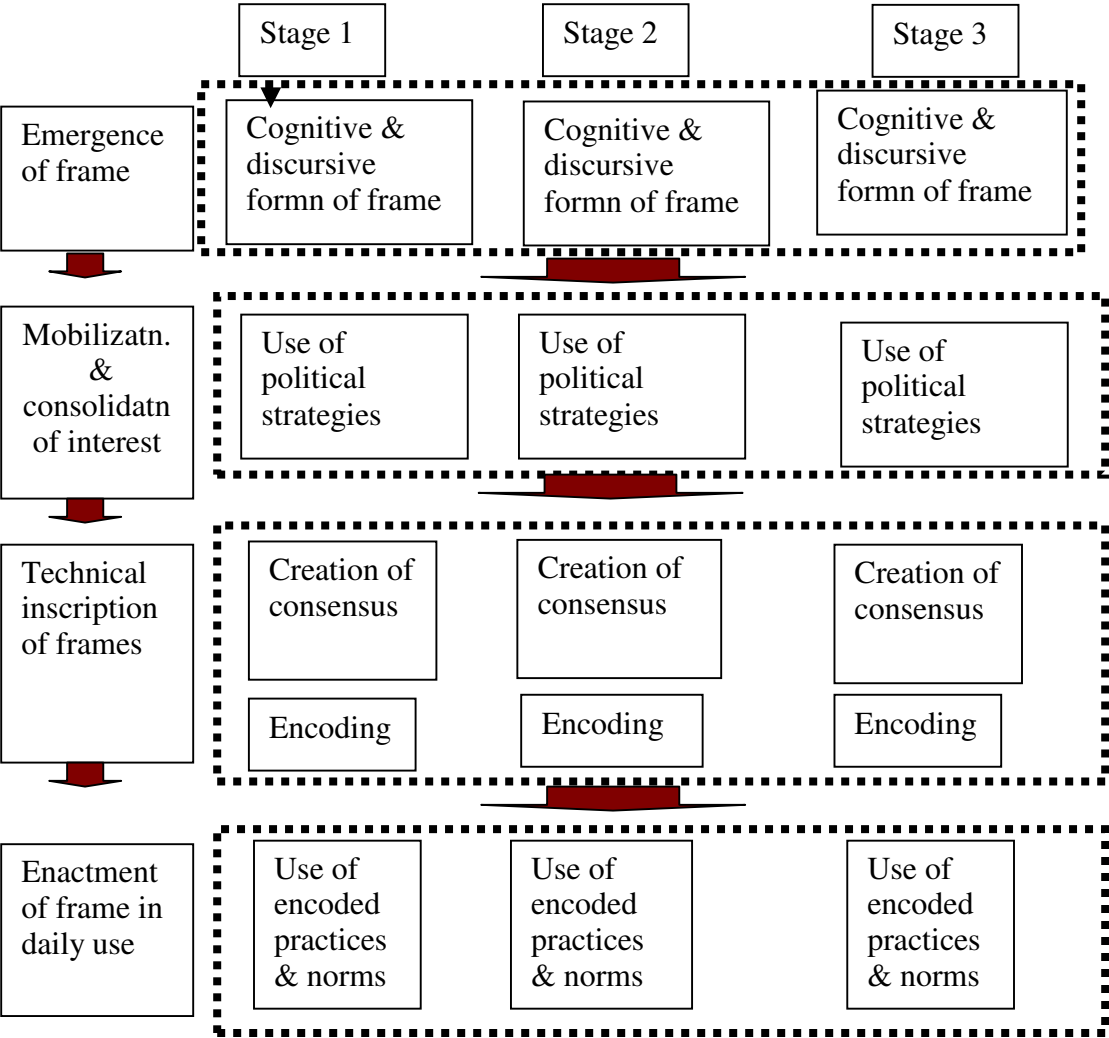 Stage 1
Stage 2
Stage 3
Emergence
of frame
Cognitive &
discursive
formn of frame
Cognitive &
discursive
formn of frame
Cognitive &
discursive
formn of frame
Mobilizatn.
&
consolidatn
of interest
Use of
political
strategies
Use of
political
strategies
Use of
political
strategies
Technical
inscription
of frames
Creation of
consensus
Creation of
consensus
Creation of
consensus
Encoding
Encoding
Encoding
Enactment
of frame in
daily use
Use of
encoded
practices
& norms
Use of
encoded
practices
& norms
Use of
encoded
practices
& norms